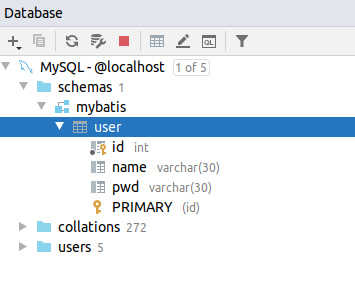 Database
QL
MySQL - @localhost 1 of 5
schemas 1
mybatis
user
id int
name varchar(30)
pwd varchar(30)
PRIMARY (id)
collations 272
users 5